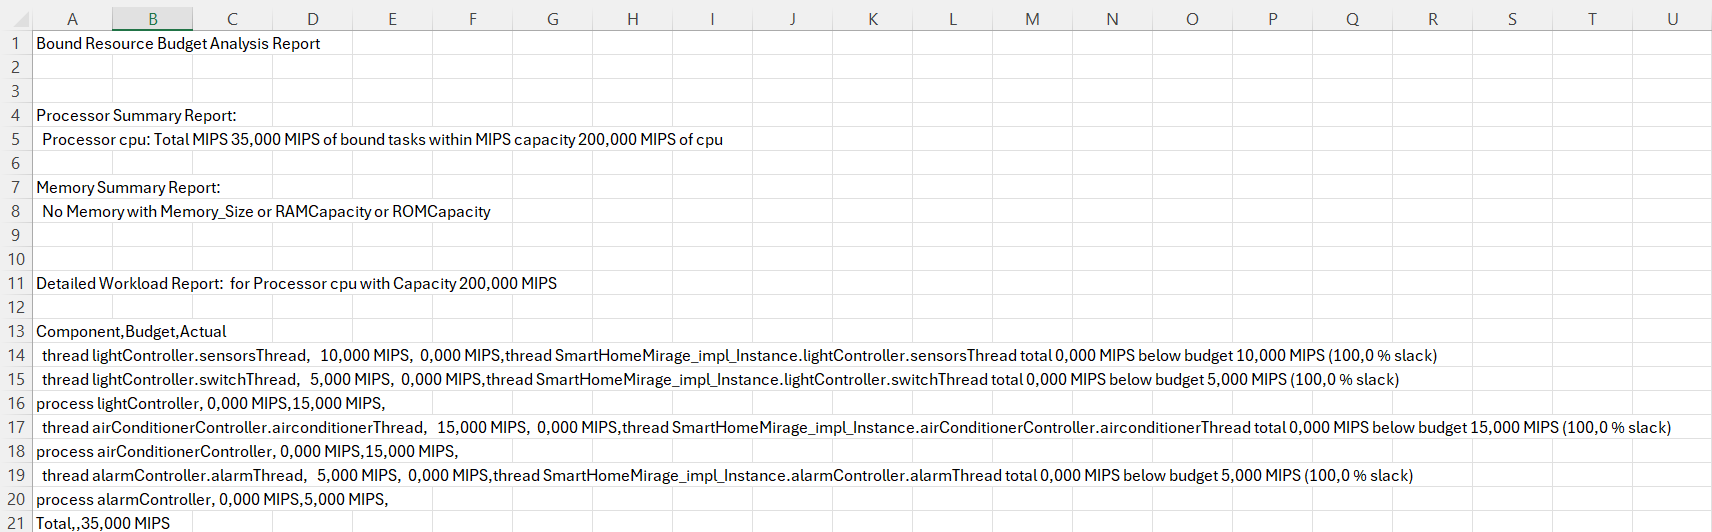 A B C D E F G H I J K L M N O P Q R S T U
1 Bound Resource Budget Analysis Report
2
3
4 Processor Summary Report:
5 Processor cpu: Total MIPS 35,000 MIPS of bound tasks within MIPS capacity 200,000 MIPS of cpu
6
7 Memory Summary Report:
8 No Memory with Memory_Size or RAMCapacity or ROMCapacity
9
10
11 Detailed Workload Report:  for Processor cpu with Capacity 200,000 MIPS
12
13 Component,Budget,Actual
14 thread lightController.sensorsThread,   10,000 MIPS,  0,000 MIPS,thread SmartHomeMirage_impl_Instance.lightController.sensorsThread total 0,000 MIPS below budget 10,000 MIPS (100,0 % slack)
15 thread lightController.switchThread,   5,000 MIPS,  0,000 MIPS,thread SmartHomeMirage_impl_Instance.lightController.switchThread total 0,000 MIPS below budget 5,000 MIPS (100,0 % slack)
16 process lightController, 0,000 MIPS,15,000 MIPS,
17 thread airConditionerController.airconditionerThread,   15,000 MIPS,  0,000 MIPS,thread SmartHomeMirage_impl_Instance.airConditionerController.airconditionerThread total 0,000 MIPS below budget 15,000 MIPS (100,0 % slack)
18 process airConditionerController, 0,000 MIPS,15,000 MIPS,
19 thread alarmController.alarmThread,   5,000 MIPS,  0,000 MIPS,thread SmartHomeMirage_impl_Instance.alarmController.alarmThread total 0,000 MIPS below budget 5,000 MIPS (100,0 % slack)
20 process alarmController, 0,000 MIPS,5,000 MIPS,
21 Total,,35,000 MIPS